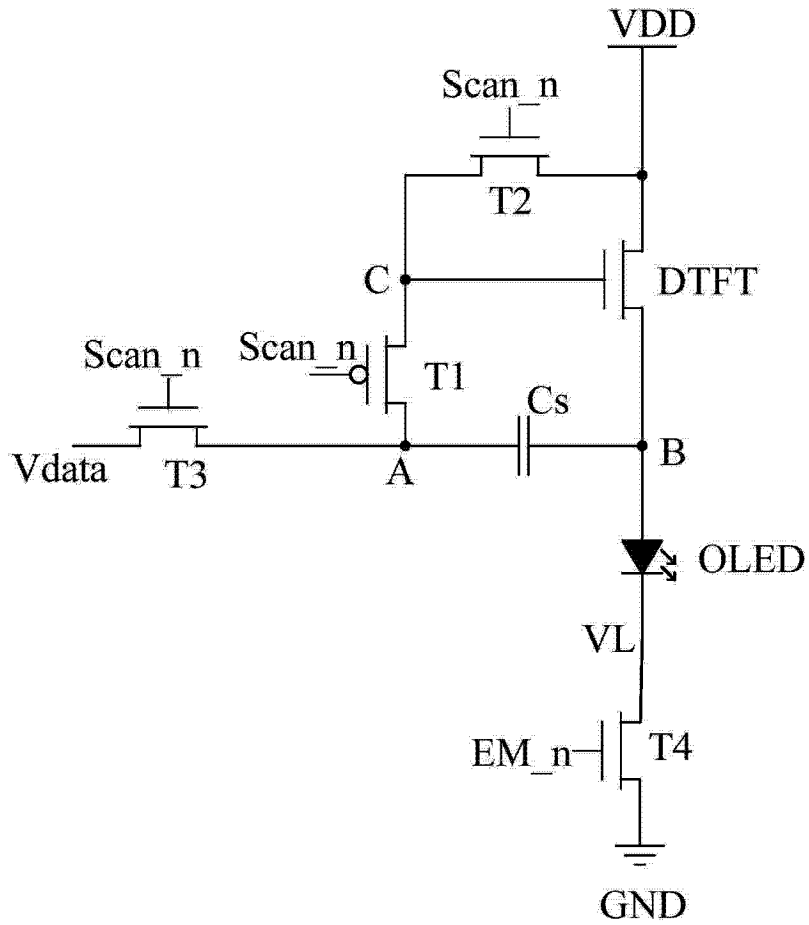 VDD
Scan_n
T2
C
DTFT
Scan_n
Scan_n
T1
Cs
Vdata
T3
A
B
OLED
VL
EM_n
T4
GND